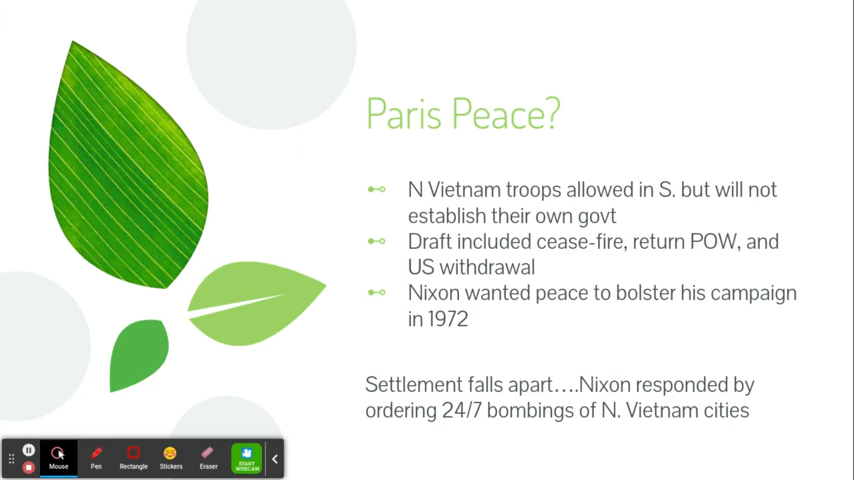 Paris Peace?
N Vietnam troops allowed in S. but will not
establish their own govt
Draft included cease-fire, return POW, and
US withdrawal
Nixon wanted peace to bolster his campaign
in 1972
Settlement falls apart….Nixon responded by
ordering 24/7 bombings of N. Vietnam cities
Mouse
Pen
Rectangle
Stickers
Eraser
START
WEBCAM